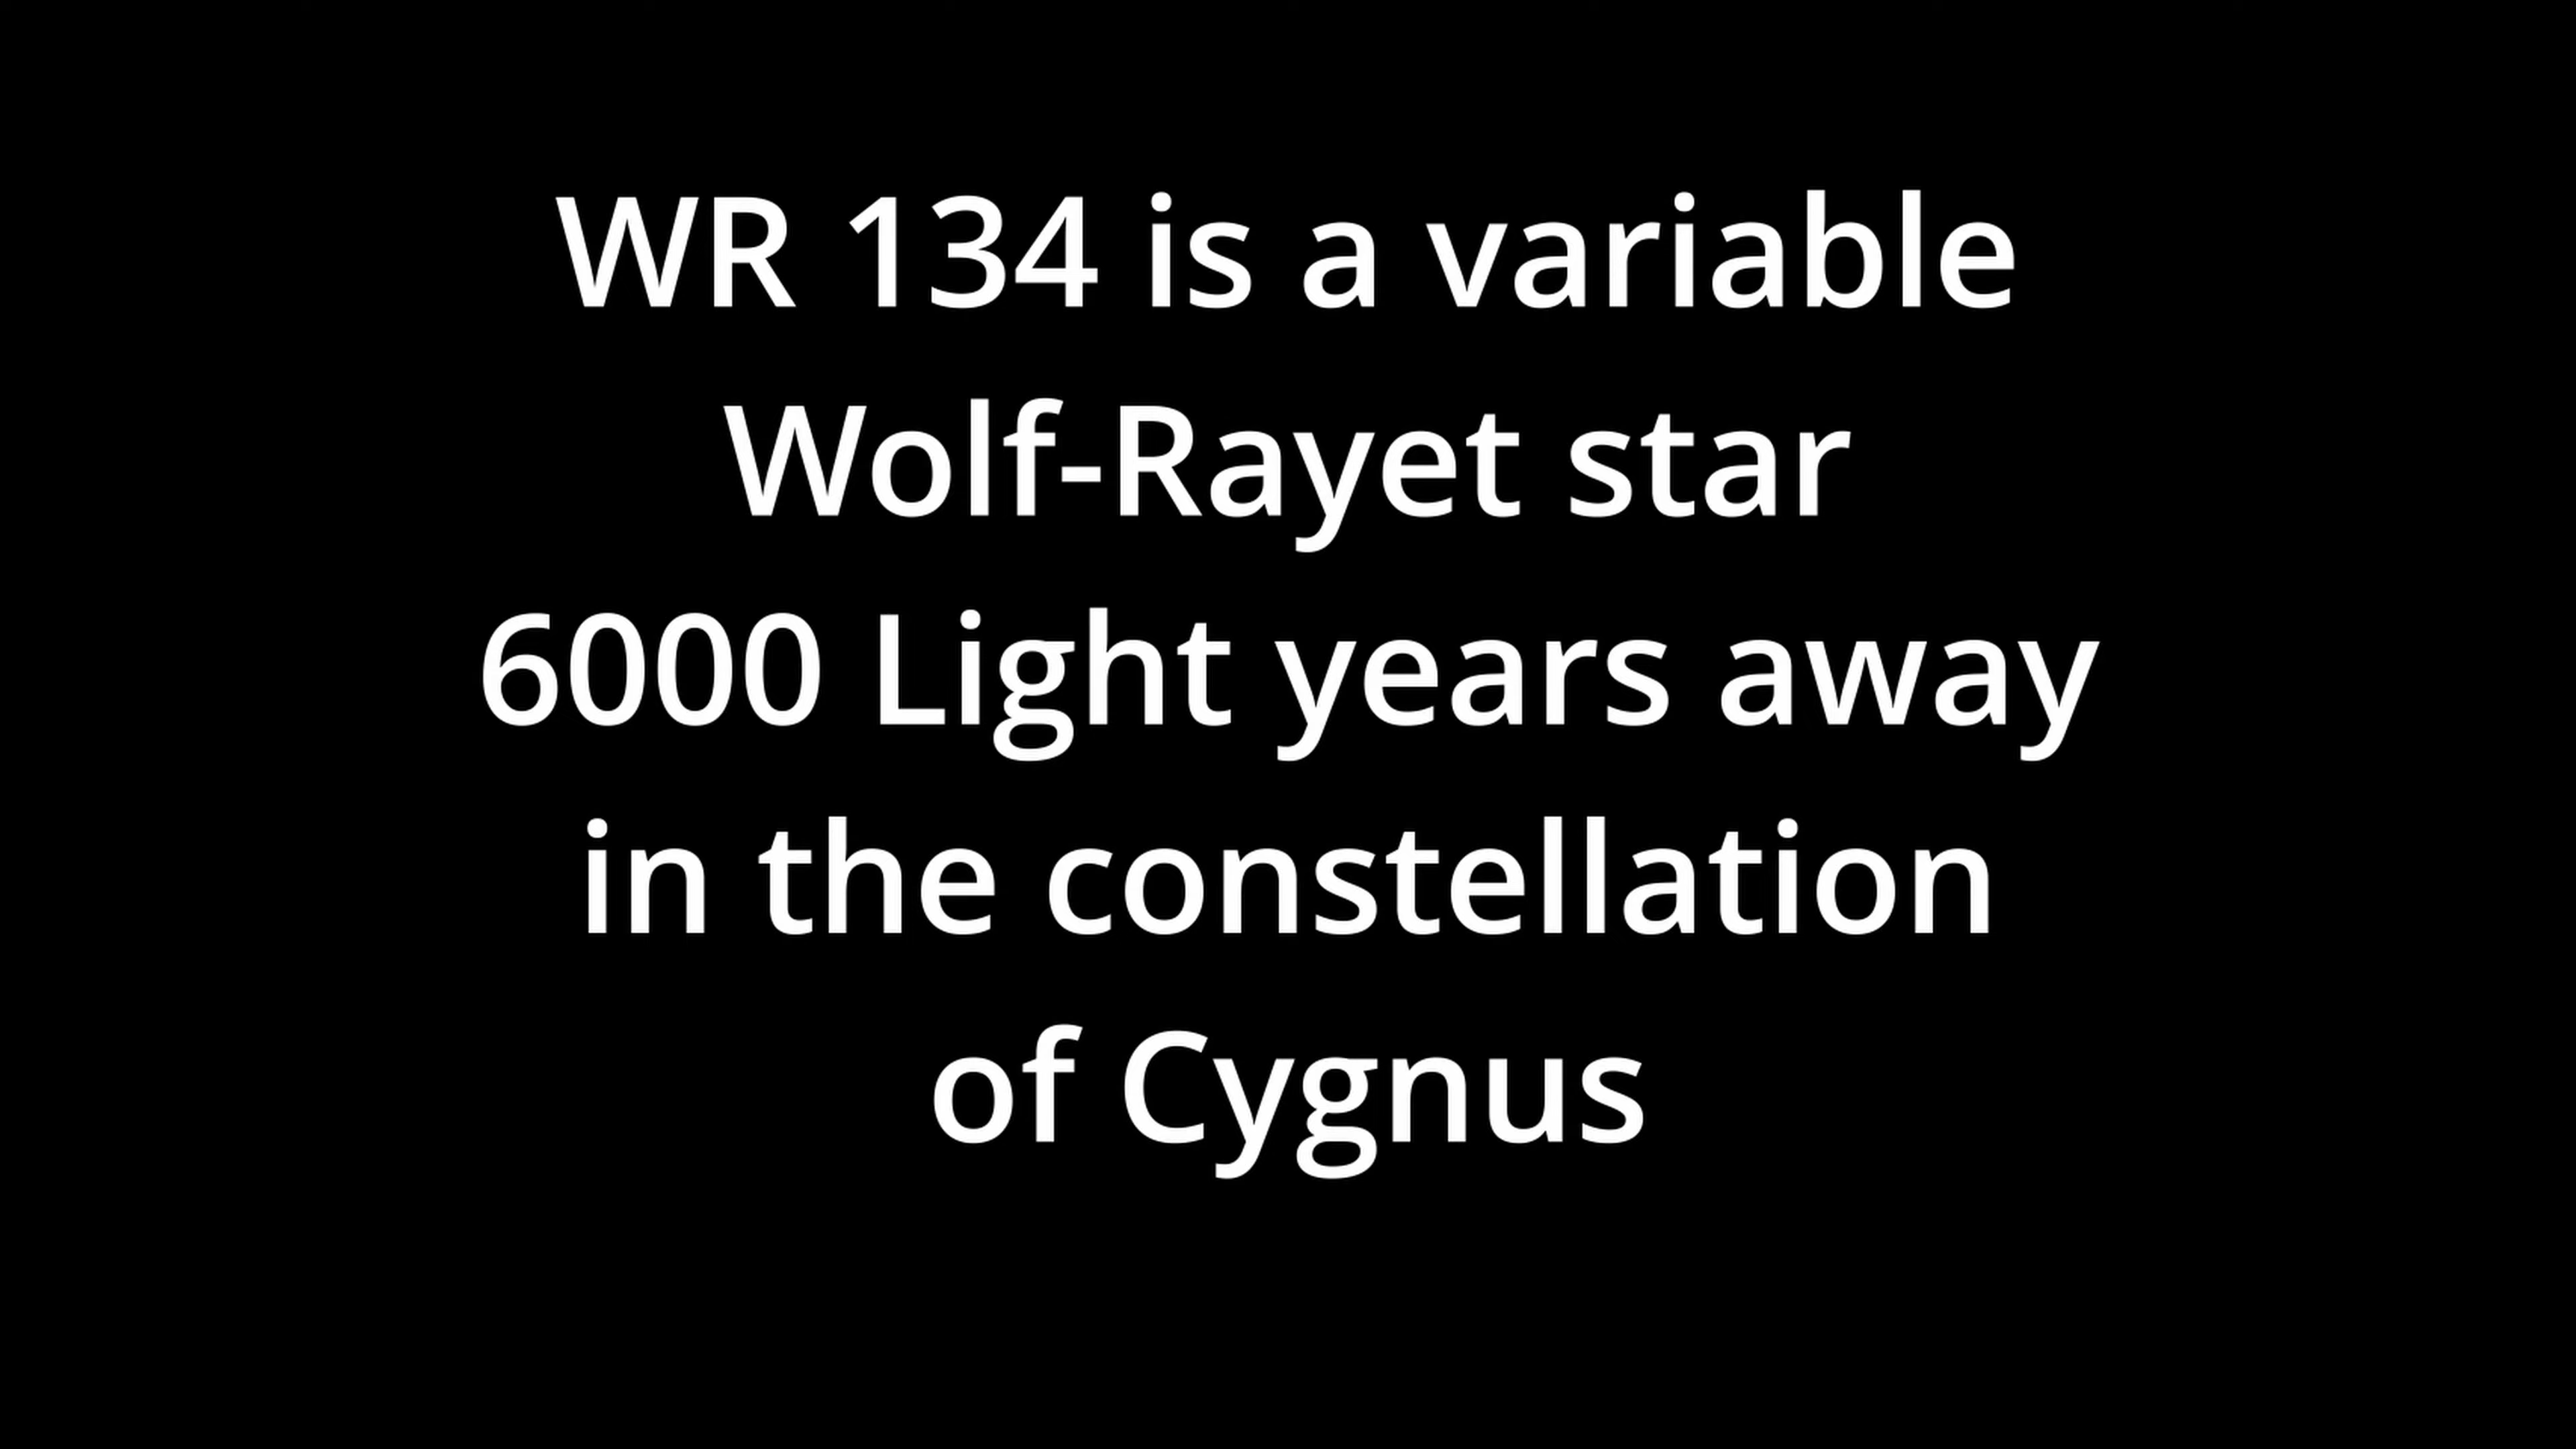 WR 134 is a variable
Wolf-Rayet star
6000 Light years away
in the constellation
of Cygnus